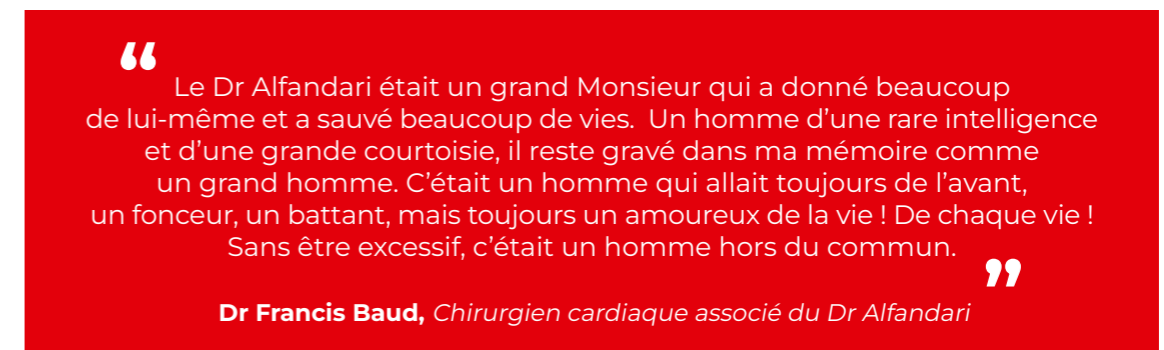 “
Le Dr Alfandari était un grand Monsieur qui a donné beaucoup
de lui-même et a sauvé beaucoup de vies.  Un homme d’une rare intelligence
et d’une grande courtoisie, il reste gravé dans ma mémoire comme
un grand homme. C’était un homme qui allait toujours de l’avant,
un fonceur, un battant, mais toujours un amoureux de la vie ! De chaque vie !
Sans être excessif, c’était un homme hors du commun.
”
Dr Francis Baud, Chirurgien cardiaque associé du Dr Alfandari